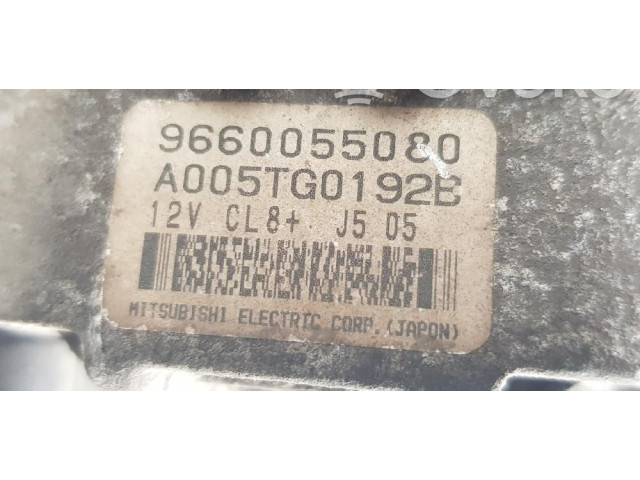 9660055080
A005TG0192B
12V CL8+ J5 05
MITSUBISHI ELECTRIC CORP. (JAPON)